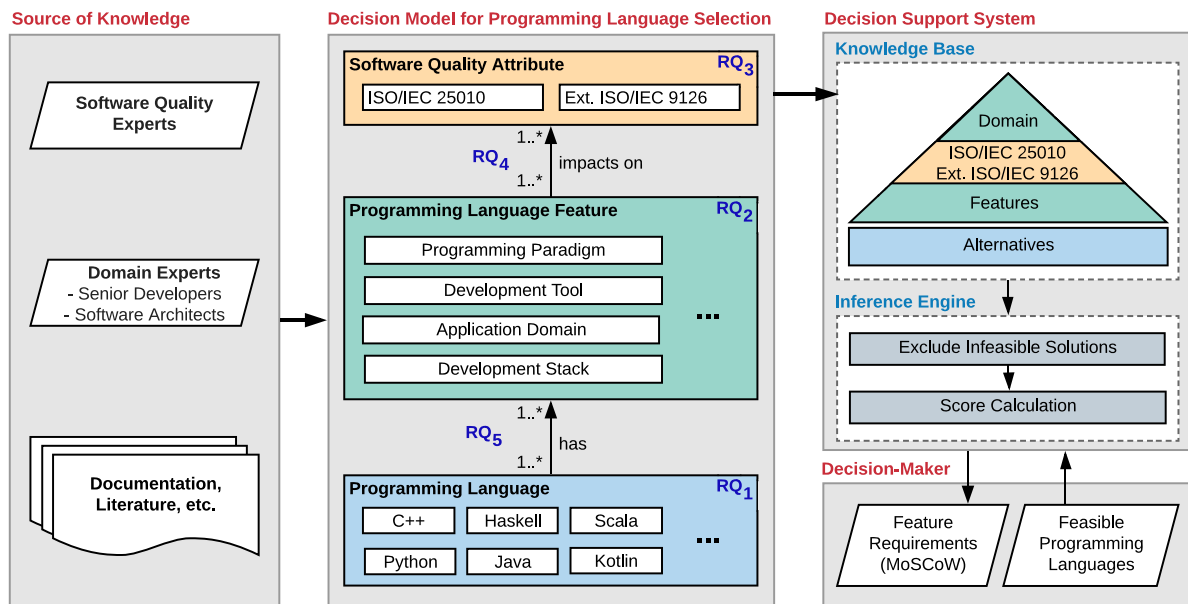 Source of Knowledge
Software Quality
Experts
Domain Experts
- Senior Developers
- Software Architects
Documentation,
Literature, etc.
Decision Model for Programming Language Selection
Software Quality Attribute
RQ3
ISO/IEC 25010
Ext. ISO/IEC 9126
1..*
RQ4
impacts on
1..*
Programming Language Feature
RQ2
Programming Paradigm
Development Tool
Application Domain
...
Development Stack
1..*
RQ5
has
1..*
Programming Language
RQ1
C++
Haskell
Scala
...
Python
Java
Kotlin
Decision Support System
Knowledge Base
Domain
ISO/IEC 25010
Ext. ISO/IEC 9126
Features
Alternatives
Inference Engine
Exclude Infeasible Solutions
Score Calculation
Decision-Maker
Feature
Requirements
(MoSCoW)
Feasible
Programming
Languages